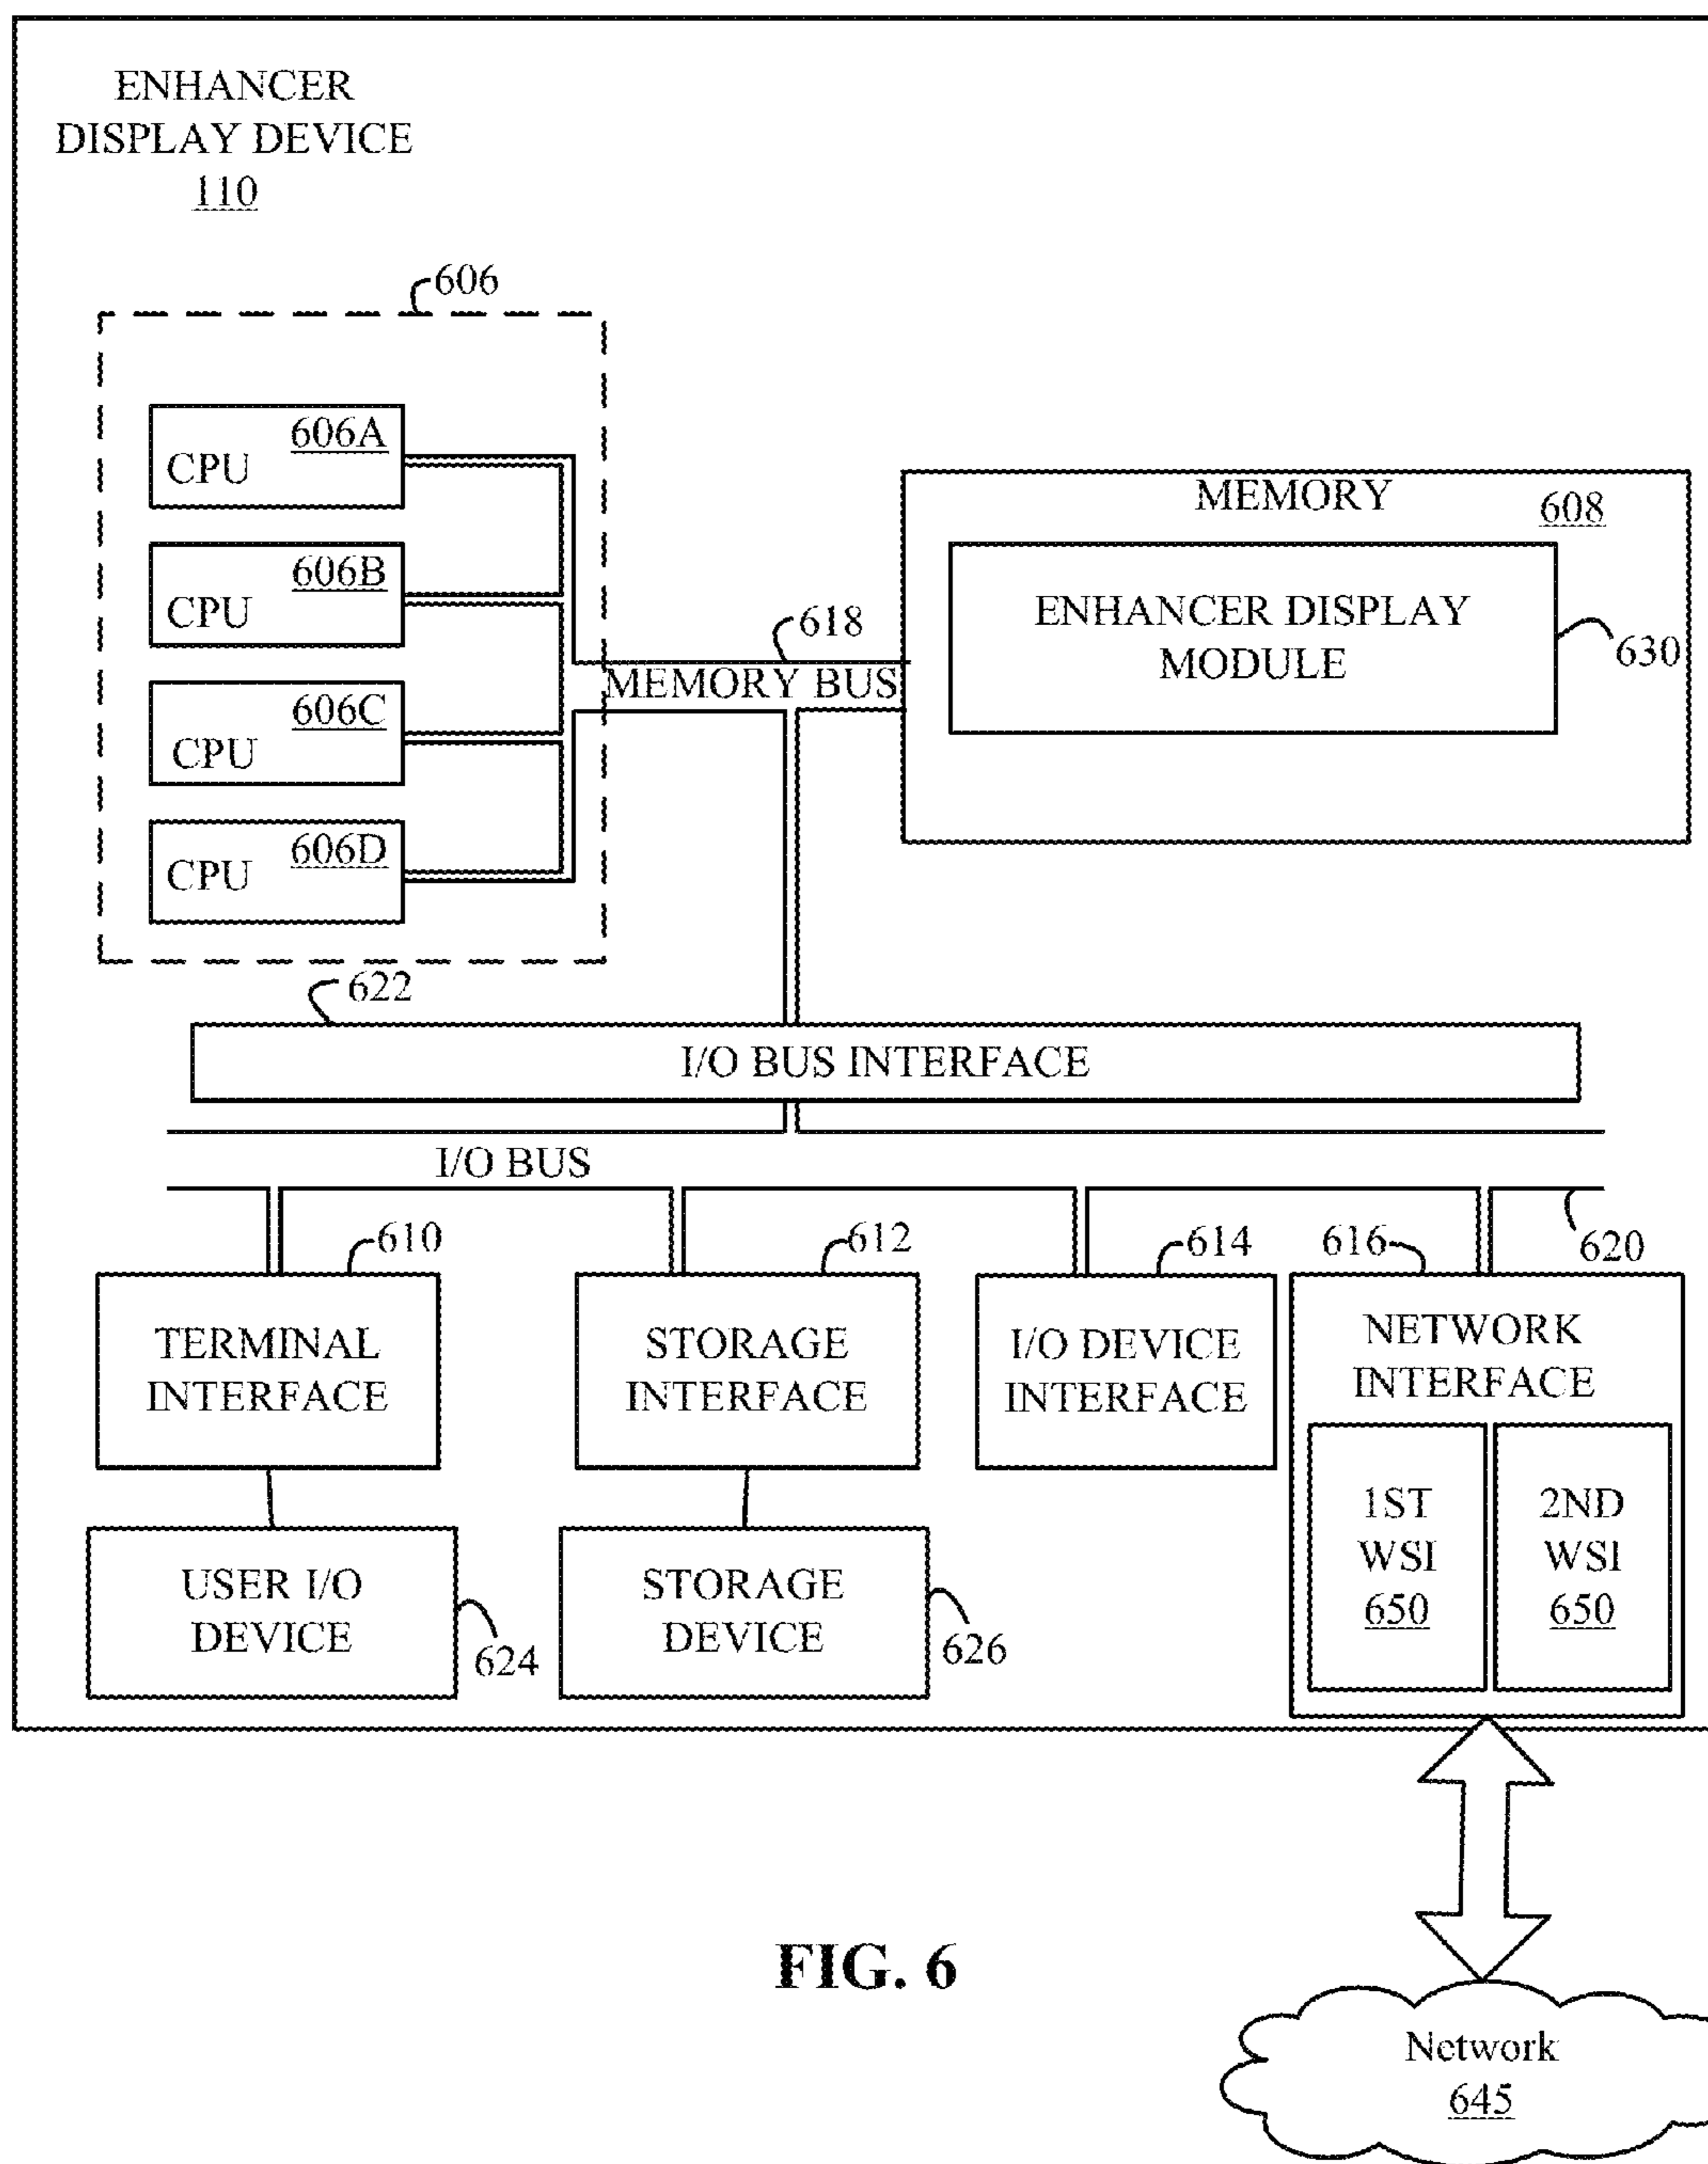 ENHANCER
DISPLAY DEVICE
110
606
606A
CPU
606B
CPU
606C
CPU
606D
CPU
MEMORY
608
ENHANCER DISPLAY
MODULE
630
618
MEMORY BUS
622
I/O BUS INTERFACE
I/O BUS
610
612
614
616
620
TERMINAL
INTERFACE
STORAGE
INTERFACE
I/O DEVICE
INTERFACE
NETWORK
INTERFACE
1ST
WSI
650
2ND
WSI
650
USER I/O
DEVICE
624
STORAGE
DEVICE
626
FIG. 6
Network
645